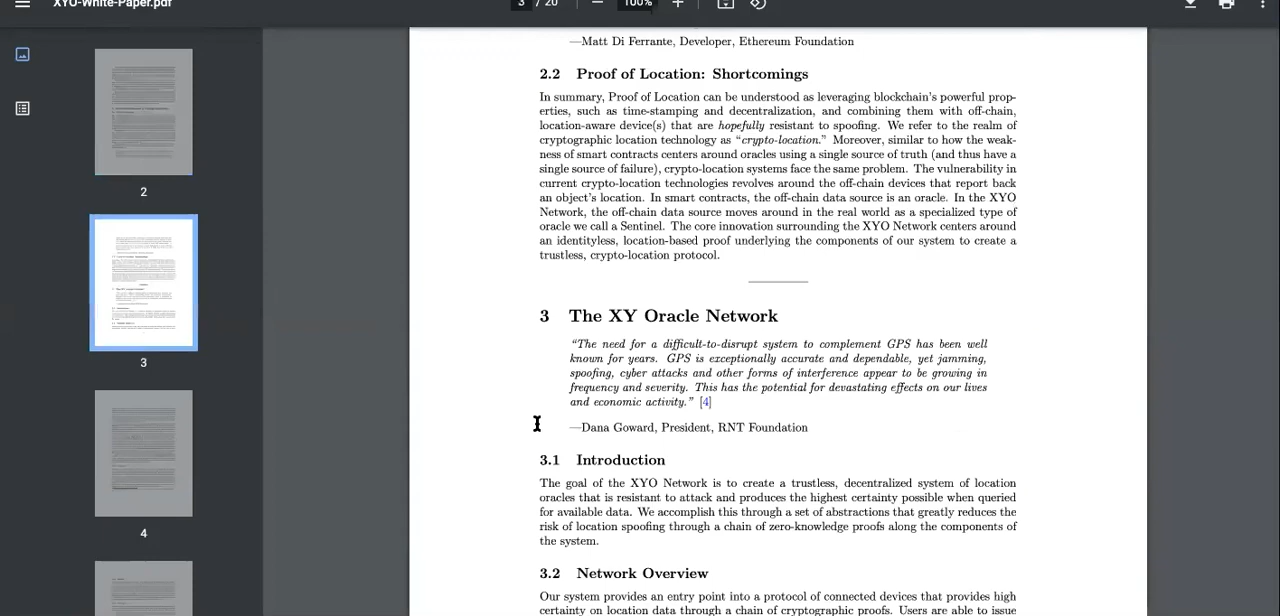 XYO-White-Paper.pdf
3 / 20
100%
—Matt Di Ferrante, Developer, Ethereum Foundation
2.2 Proof of Location: Shortcomings
In summary, Proof of Location can be understood as leveraging blockchain's powerful prop-
erties, such as time-stamping and decentralization, and combining them with off-chain,
location-aware device(s) that are hopefully resistant to spoofing. We refer to the realm of
cryptographic location technology as “crypto-location.” Moreover, similar to how the weak-
ness of smart contracts centers around oracles using a single source of truth (and thus have a
single source of failure), crypto-location systems face the same problem. The vulnerability in
current crypto-location technologies revolves around the off-chain devices that report back
an object's location. In smart contracts, the off-chain data source is an oracle. In the XYO
Network, the off-chain data source moves around in the real world as a specialized type of
oracle we call a Sentinel. The core innovation surrounding the XYO Network centers around
an identityless, location-based proof underlying the components of our system to create a
trustless, crypto-location protocol.
3 The XY Oracle Network
“The need for a difficult-to-disrupt system to complement GPS has been well
known for years. GPS is exceptionally accurate and dependable, yet jamming,
spoofing, cyber attacks and other forms of interference appear to be growing in
frequency and severity. This has the potential for devastating effects on our lives
and economic activity.” [4]
—Dana Goward, President, RNT Foundation
3.1 Introduction
The goal of the XYO Network is to create a trustless, decentralized system of location
oracles that is resistant to attack and produces the highest certainty possible when queried
for available data. We accomplish this through a set of abstractions that greatly reduces the
risk of location spoofing through a chain of zero-knowledge proofs along the components of
the system.
3.2 Network Overview
Our system provides an entry point into a protocol of connected devices that provides high
certainty on location data through a chain of cryptographic proofs. Users are able to issue
2
3
4